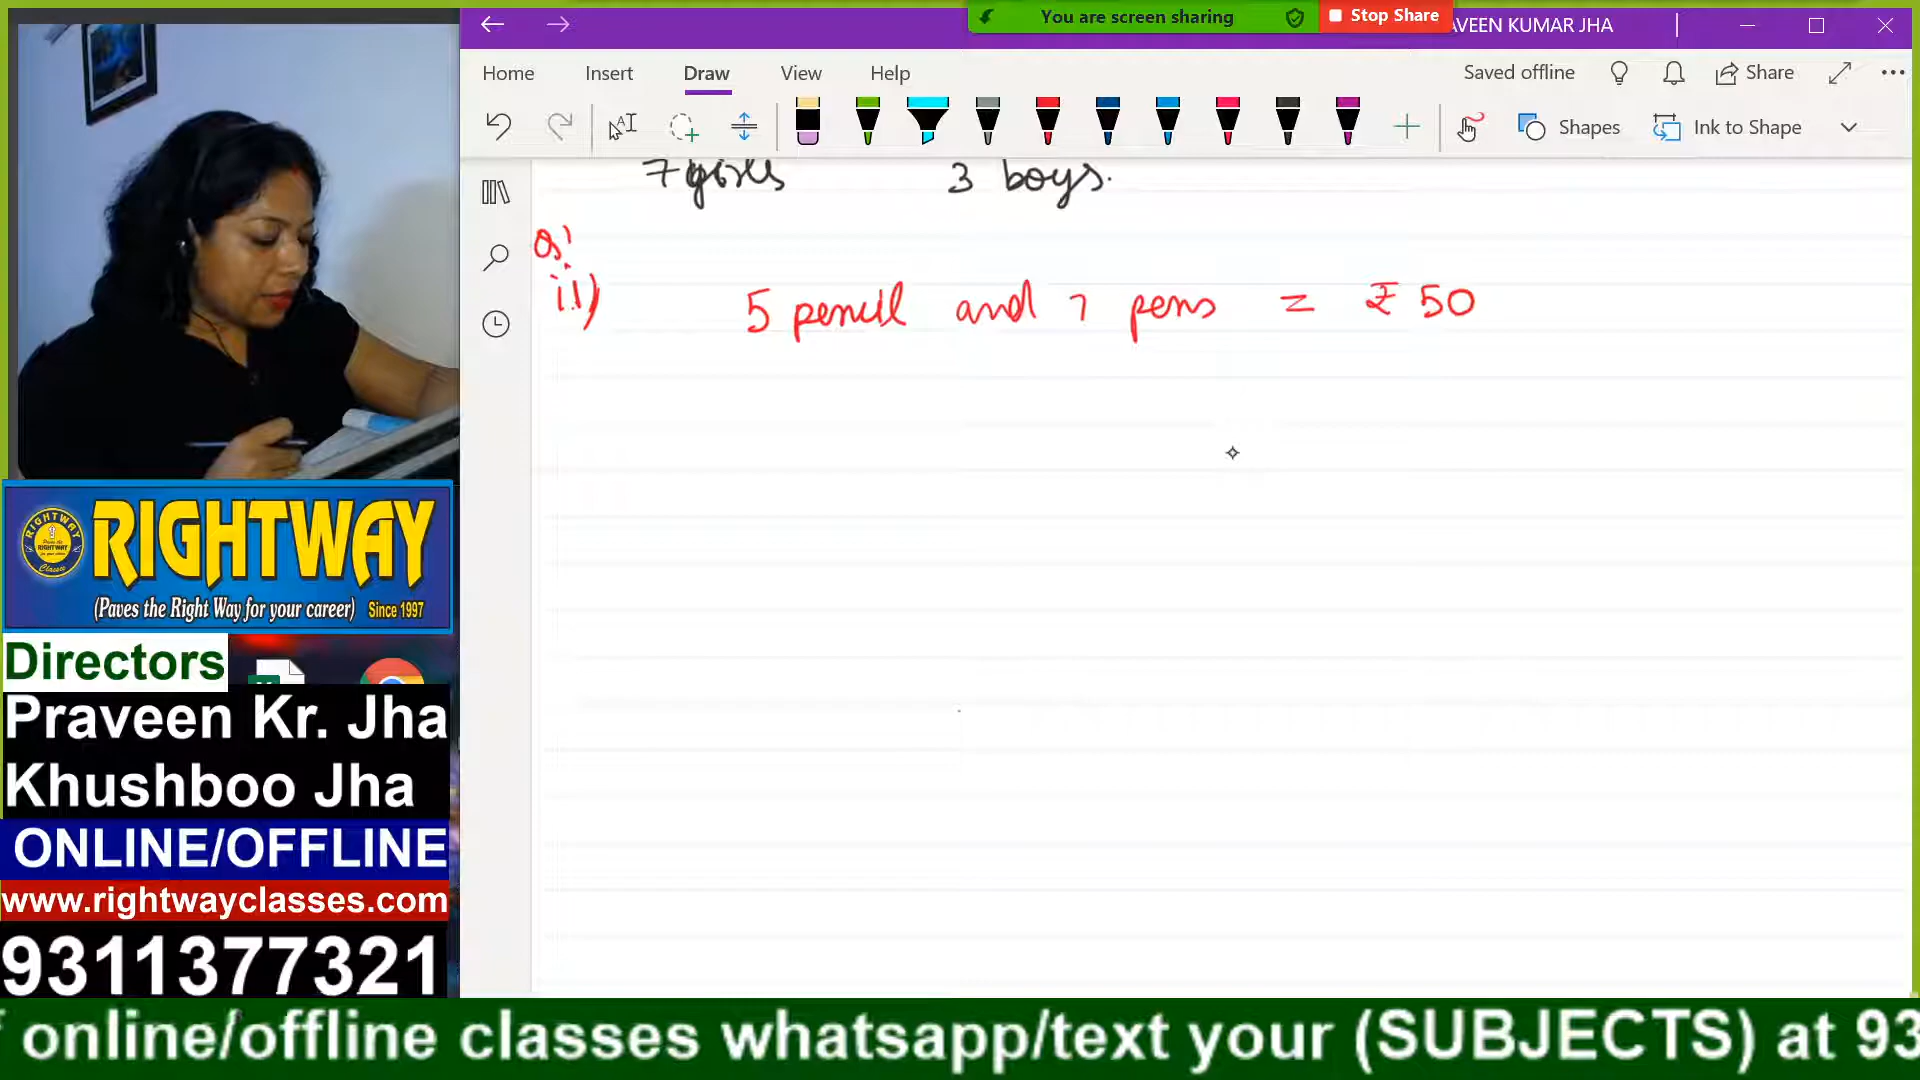 You are screen sharing
Stop Share
AVEEN KUMAR JHA
Home Insert Draw View Help
Saved offline
Share
Shapes
Ink to Shape
7 girls 3 boys.
Q1
ii) 5 pencil and 7 pens = ₹ 50
RIGHTWAY
(Paves the Right Way for your career) Since 1997
Directors
Praveen Kr. Jha
Khushboo Jha
ONLINE/OFFLINE
www.rightwayclasses.com
9311377321
online/offline classes whatsapp/text your (SUBJECTS) at 93